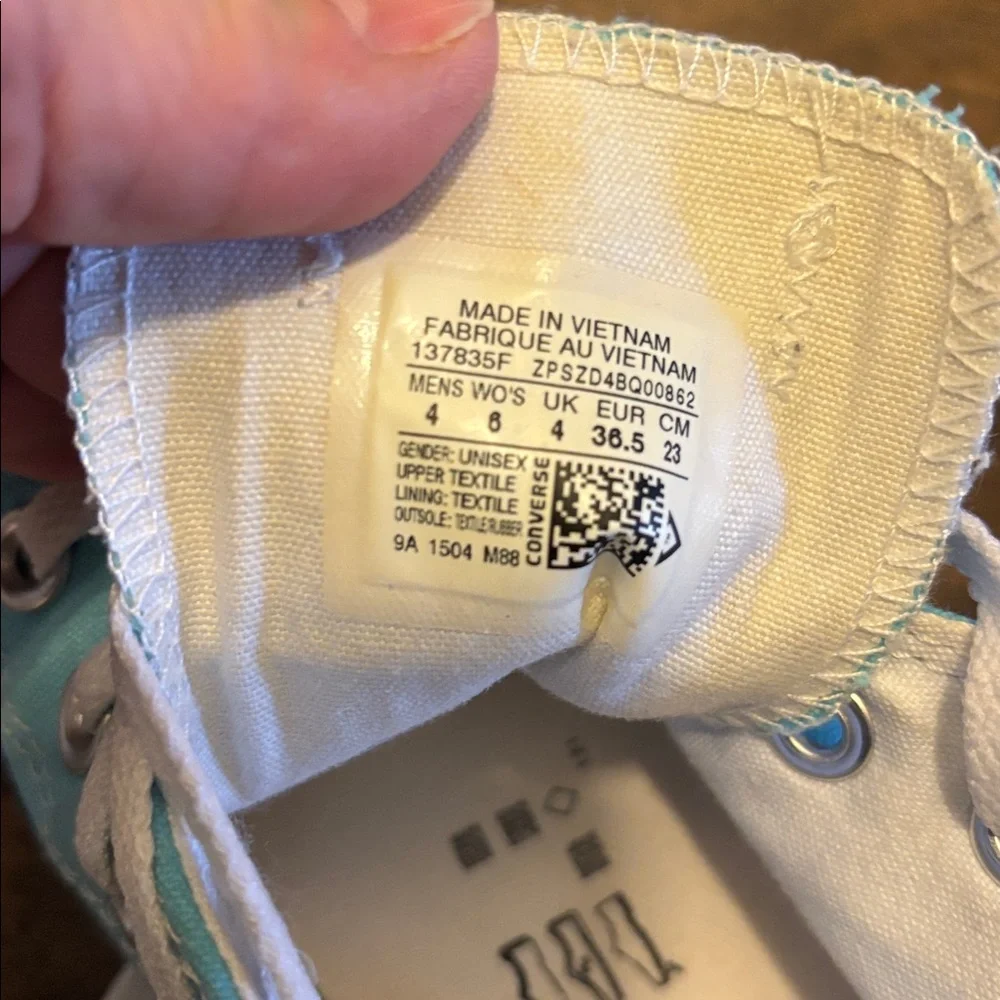 MADE IN VIETNAM
FABRIQUE AU VIETNAM
137835F ZPSZD4BQ00862
MENS WO'S UK EUR CM
4 6 4 36.5 23
GENDER: UNISEX
UPPER TEXTILE
LINING: TEXTILE
OUTSOLE: TEXTILE/RUBBER
9A 1504 M88
CONVERSE